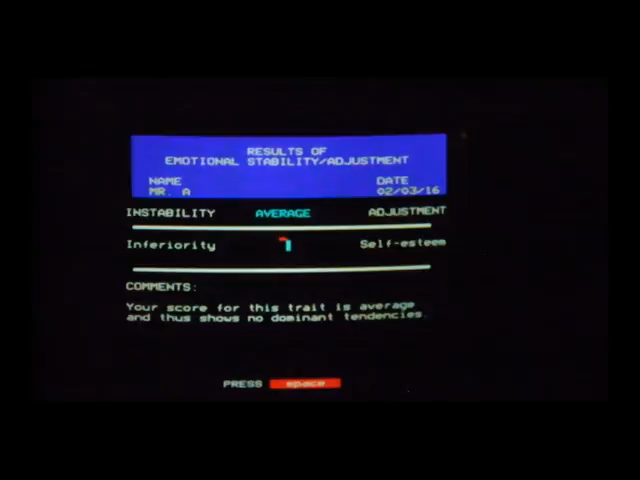 RESULTS OF
EMOTIONAL STABILITY/ADJUSTMENT
NAME DATE
MR. A 02/03/16
INSTABILITY AVERAGE ADJUSTMENT
Inferiority Self-esteem
COMMENTS:
Your score for this trait is average
and thus shows no dominant tendencies.
PRESS space